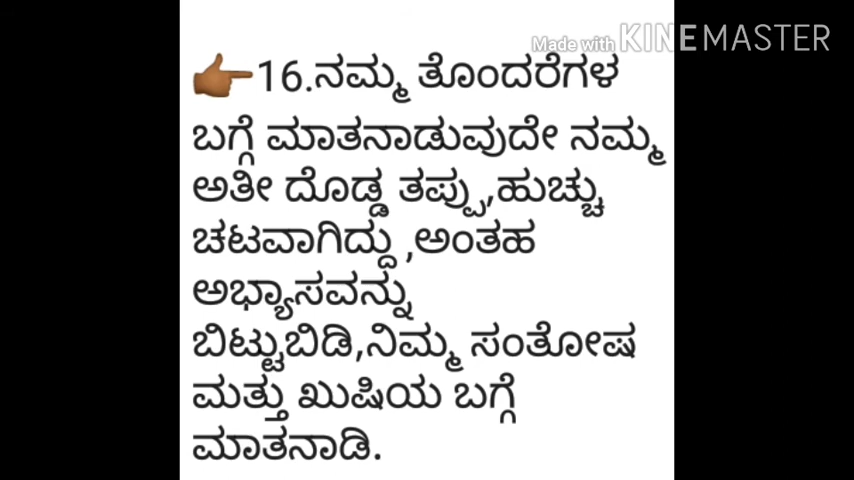 Made with KINEMASTER
👉🏾16.ನಮ್ಮ ತೊಂದರೆಗಳ
ಬಗ್ಗೆ ಮಾತನಾಡುವುದೇ ನಮ್ಮ
ಅತೀ ದೊಡ್ಡ ತಪ್ಪು,ಹುಚ್ಚು
ಚಟವಾಗಿದ್ದು ,ಅಂತಹ
ಅಭ್ಯಾಸವನ್ನು
ಬಿಟ್ಟುಬಿಡಿ,ನಿಮ್ಮ ಸಂತೋಷ
ಮತ್ತು ಖುಷಿಯ ಬಗ್ಗೆ
ಮಾತನಾಡಿ.